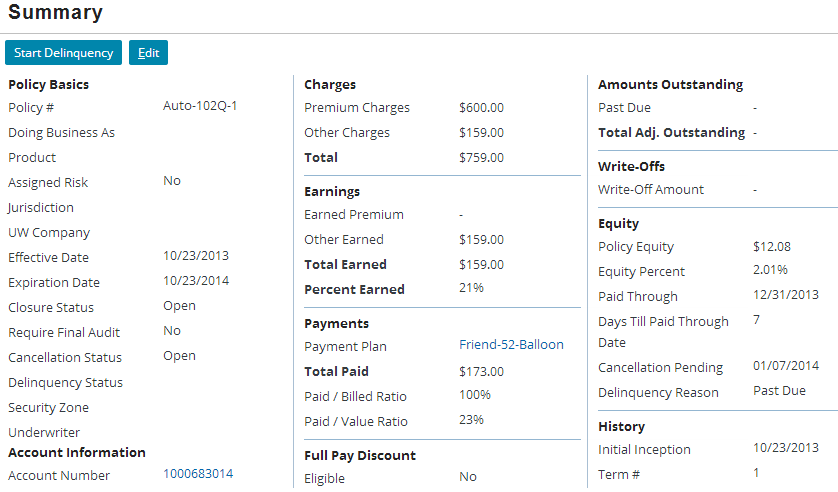 Summary
Start Delinquency
Edit
Policy Basics
Policy # Auto-102Q-1
Doing Business As
Product
Assigned Risk No
Jurisdiction
UW Company
Effective Date 10/23/2013
Expiration Date 10/23/2014
Closure Status Open
Require Final Audit No
Cancellation Status Open
Delinquency Status
Security Zone
Underwriter
Account Information
Account Number 1000683014
Charges
Premium Charges $600.00
Other Charges $159.00
Total $759.00
Earnings
Earned Premium -
Other Earned $159.00
Total Earned $159.00
Percent Earned 21%
Payments
Payment Plan Friend-52-Balloon
Total Paid $173.00
Paid / Billed Ratio 100%
Paid / Value Ratio 23%
Full Pay Discount
Eligible No
Amounts Outstanding
Past Due -
Total Adj. Outstanding -
Write-Offs
Write-Off Amount -
Equity
Policy Equity $12.08
Equity Percent 2.01%
Paid Through 12/31/2013
Days Till Paid Through 7
Date
Cancellation Pending 01/07/2014
Delinquency Reason Past Due
History
Initial Inception 10/23/2013
Term # 1